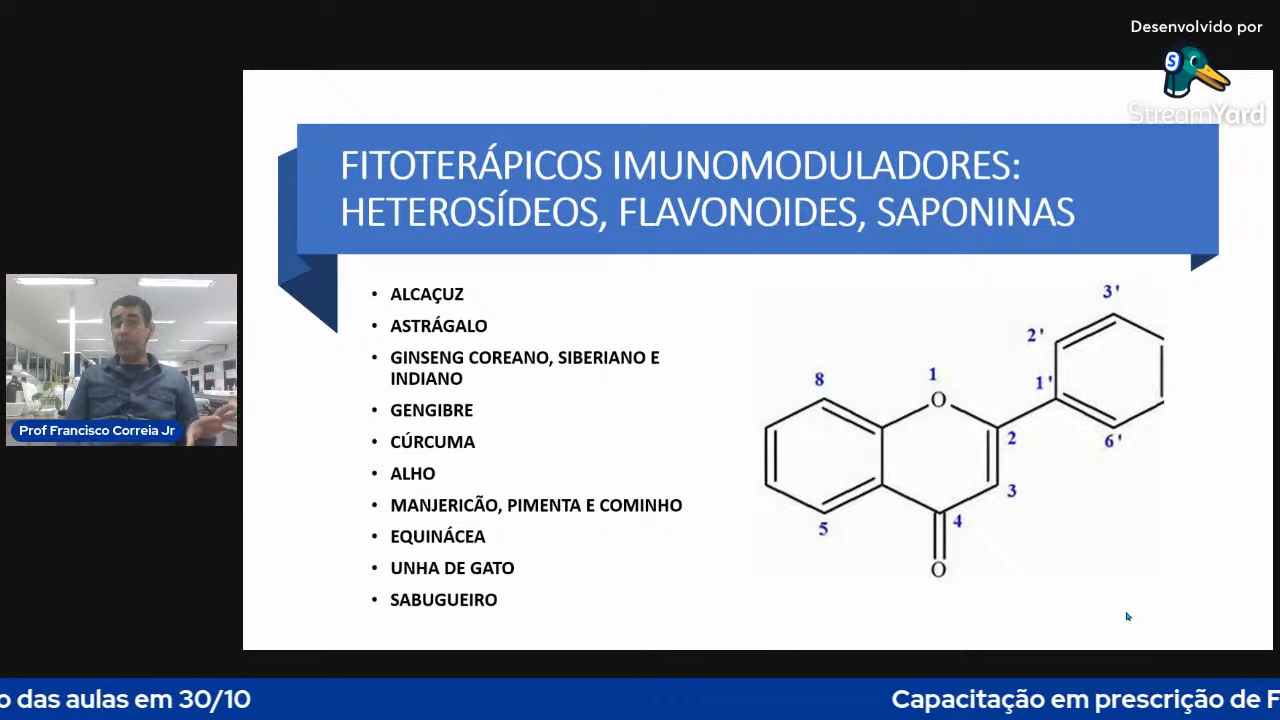 Desenvolvido por
S
StreamYard
FITOTERÁPICOS IMUNOMODULADORES:
HETEROSÍDEOS, FLAVONOIDES, SAPONINAS
• ALCAÇUZ
• ASTRÁGALO
• GINSENG COREANO, SIBERIANO E
INDIANO
• GENGIBRE
• CÚRCUMA
• ALHO
• MANJERICÃO, PIMENTA E COMINHO
• EQUINÁCEA
• UNHA DE GATO
• SABUGUEIRO
3'
2'
1'
8
1
O
2
6'
3
4
5
O
Prof Francisco Correia Jr
o das aulas em 30/10
Capacitação em prescrição de F